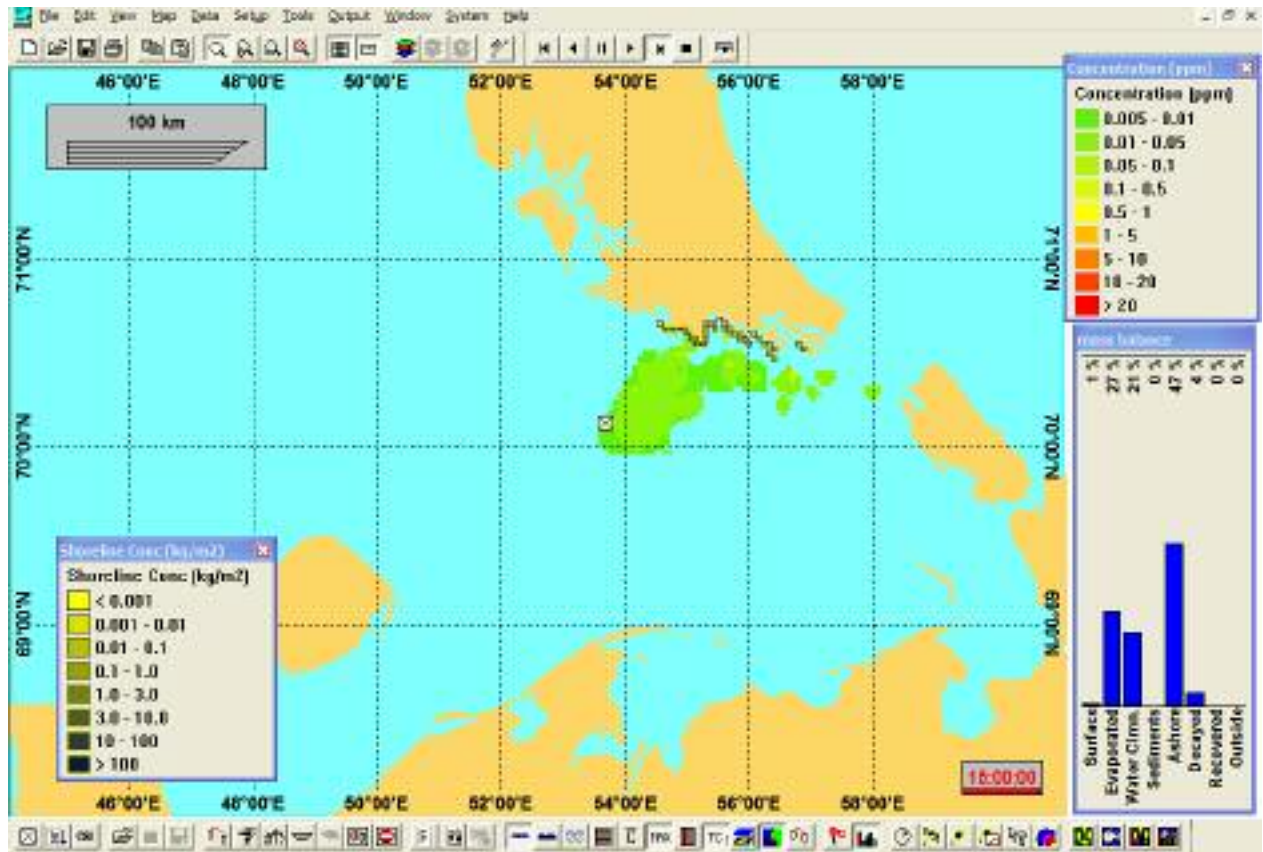 File Edit View Map Data Setup Tools Output Window System Help
46°00'E 48°00'E 50°00'E 52°00'E 54°00'E 56°00'E 58°00'E
100 km
71°00'N 71°00'N
70°00'N 70°00'N
69°00'N 69°00'N
46°00'E 48°00'E 50°00'E 52°00'E 54°00'E 56°00'E 58°00'E
15:00:00
Concentration (ppm)
Concentration (ppm)
0.005 - 0.01
0.01 - 0.05
0.05 - 0.1
0.1 - 0.5
0.5 - 1
1 - 5
5 - 10
10 - 20
> 20
Shoreline Conc (kg/m2)
Shoreline Conc (kg/m2)
< 0.001
0.001 - 0.01
0.01 - 0.1
0.1 - 1.0
1.0 - 3.0
3.0 - 10.0
10 - 100
> 100
mass balance
1 %
27 %
21 %
0 %
47 %
4 %
0 %
0 %
Surface
Evaporated
Water Clmn.
Sediments
Ashore
Decayed
Recovered
Outside